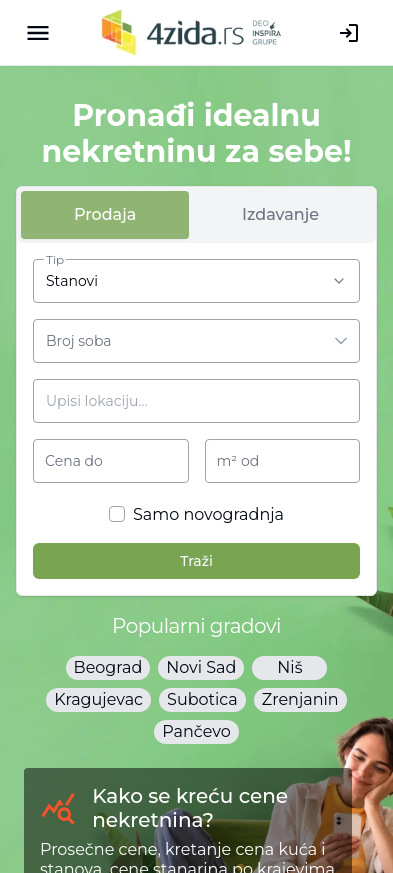 4zida.rs
DEO
INSPIRA
GRUPE
Pronađi idealnu
nekretninu za sebe!
Prodaja
Izdavanje
Tip
Stanovi
Broj soba
Upisi lokaciju...
Cena do
m² od
Samo novogradnja
Traži
Popularni gradovi
Beograd
Novi Sad
Niš
Kragujevac
Subotica
Zrenjanin
Pančevo
Kako se kreću cene
nekretnina?
Prosečne cene, kretanje cena kuća i
stanova, cene stanarina po krajevima